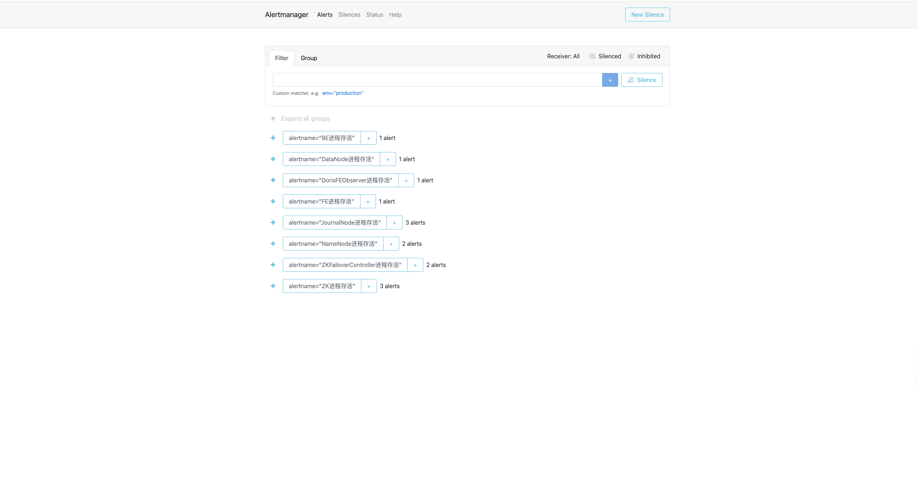 Alertmanager Alerts Silences Status Help New Silence
Filter Group Receiver: All Silenced Inhibited
+ Silence
Custom matcher, e.g. env="production"
+ Expand all groups
+ alertname="BE进程存活" + 1 alert
+ alertname="DataNode进程存活" + 1 alert
+ alertname="DorisFEObserver进程存活" + 1 alert
+ alertname="FE进程存活" + 1 alert
+ alertname="JournalNode进程存活" + 3 alerts
+ alertname="NameNode进程存活" + 2 alerts
+ alertname="ZKFailoverController进程存活" + 2 alerts
+ alertname="ZK进程存活" + 3 alerts